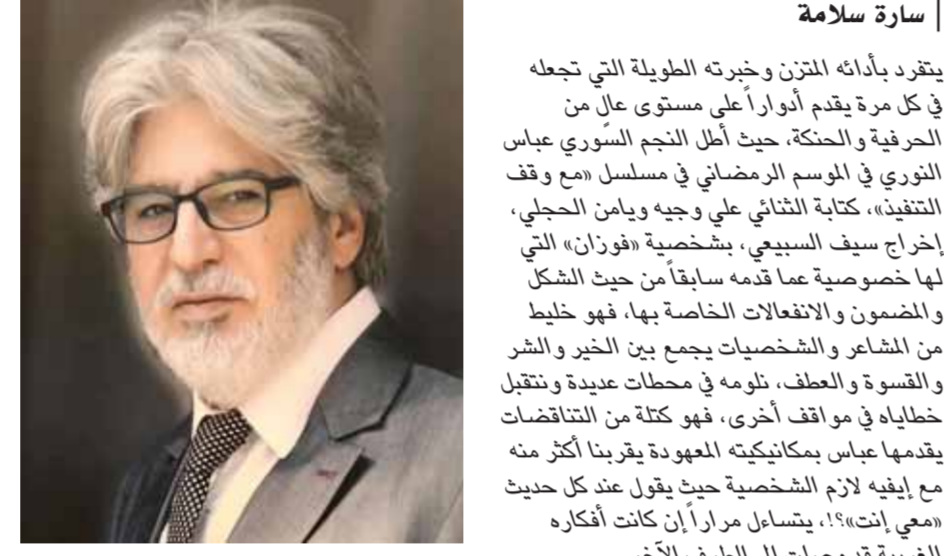 سارة سلامة
يتفرد بأدائه المتزن وخبرته الطويلة التي تجعله
في كل مرة يقدم أدواراً على مستوى عالٍ من
الحرفية والحنكة، حيث أطل النجم السوري عباس
النوري في الموسم الرمضاني في مسلسل «مع وقف
التنفيذ»، كتابة الثنائي علي وجيه ويامن الحجلي،
إخراج سيف السبيعي، بشخصية «فوزان» التي
لها خصوصية عما قدمه سابقاً من حيث الشكل
والمضمون والانفعالات الخاصة بها، فهو خليط
من المشاعر والشخصيات يجمع بين الخير والشر
والقسوة والعطف، نلومه في محطات عديدة ونتقبل
خطاياه في مواقف أخرى، فهو كتلة من التناقضات
يقدمها عباس بمكانيكيته المعهودة يقربنا أكثر منه
مع إيفيه لازم الشخصية حيث يقول عند كل حديث
«معي إنت»؟!، يتساءل مراراً إن كانت أفكاره